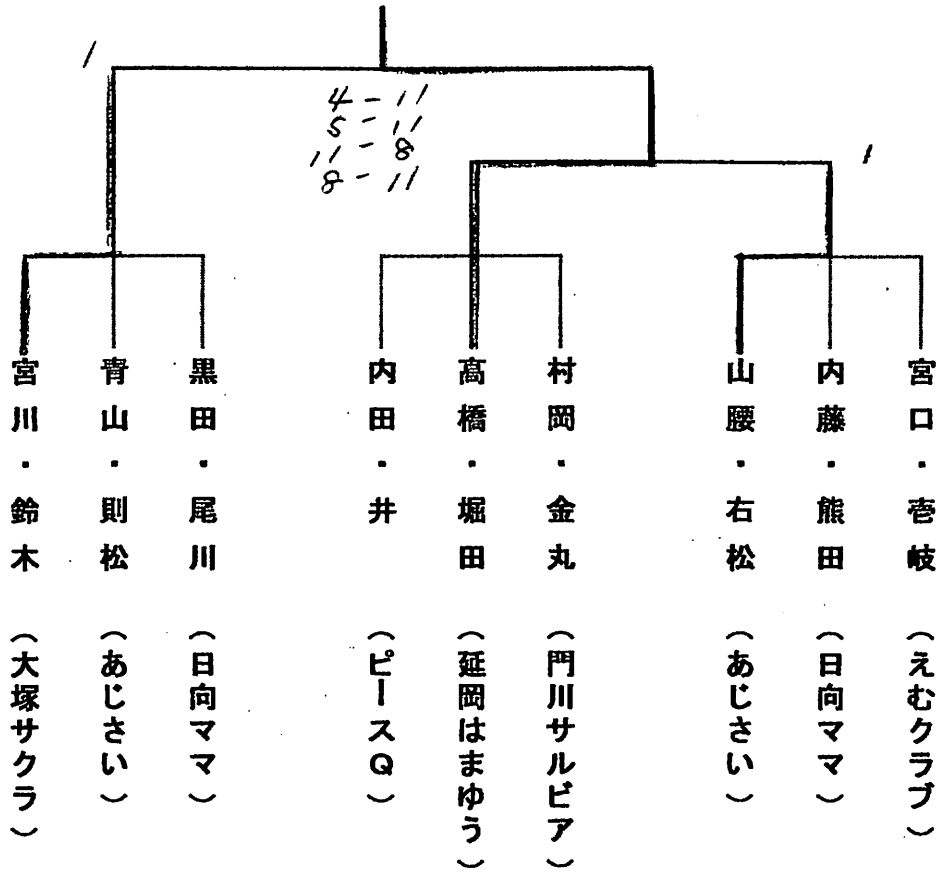 1
4-11
5-11
11-8
8-11
1
宮川・鈴木（大塚サクラ）
青山・則松（あじさい）
黒田・尾川（日向ママ）
内田・井（ピースQ）
髙橋・堀田（延岡はまゆう）
村岡・金丸（門川サルビア）
山腰・右松（あじさい）
内藤・熊田（日向ママ）
宮口・壱岐（えむクラブ）